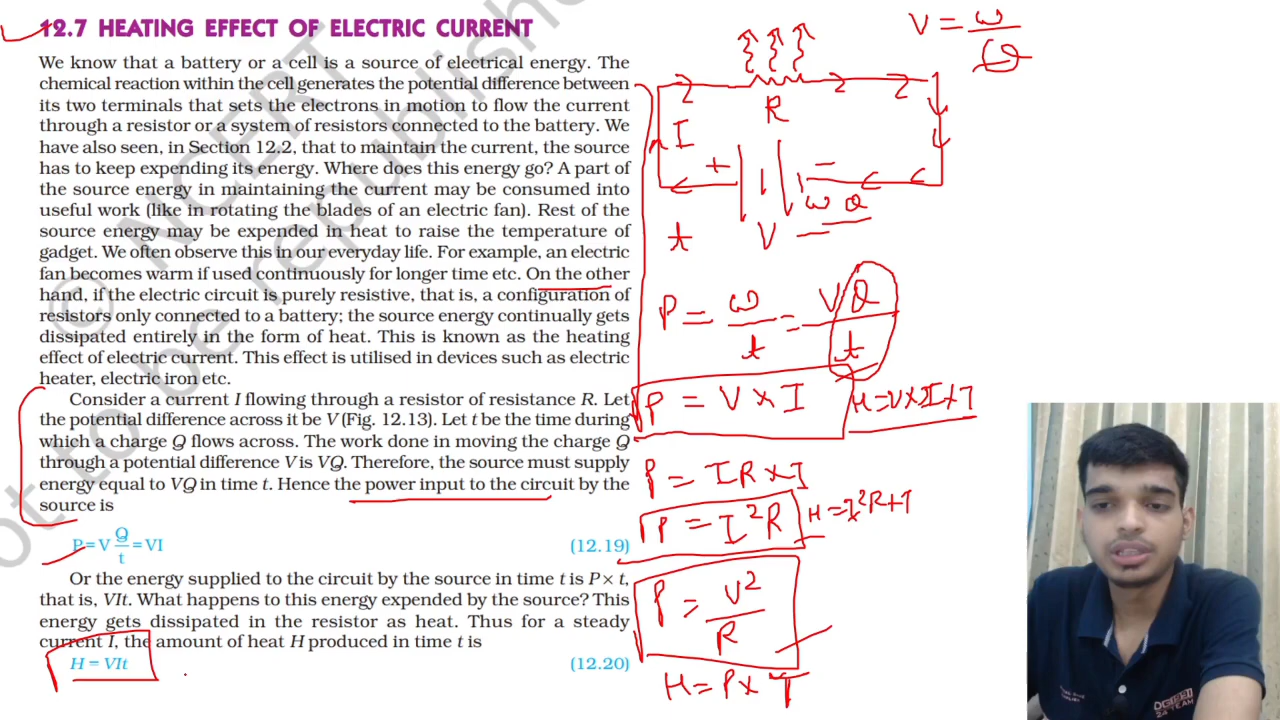 12.7 HEATING EFFECT OF ELECTRIC CURRENT
We know that a battery or a cell is a source of electrical energy. The
chemical reaction within the cell generates the potential difference between
its two terminals that sets the electrons in motion to flow the current
through a resistor or a system of resistors connected to the battery. We
have also seen, in Section 12.2, that to maintain the current, the source
has to keep expending its energy. Where does this energy go? A part of
the source energy in maintaining the current may be consumed into
useful work (like in rotating the blades of an electric fan). Rest of the
source energy may be expended in heat to raise the temperature of
gadget. We often observe this in our everyday life. For example, an electric
fan becomes warm if used continuously for longer time etc. On the other
hand, if the electric circuit is purely resistive, that is, a configuration of
resistors only connected to a battery; the source energy continually gets
dissipated entirely in the form of heat. This is known as the heating
effect of electric current. This effect is utilised in devices such as electric
heater, electric iron etc.
Consider a current I flowing through a resistor of resistance R. Let
the potential difference across it be V (Fig. 12.13). Let t be the time during
which a charge Q flows across. The work done in moving the charge Q
through a potential difference V is VQ. Therefore, the source must supply
energy equal to VQ in time t. Hence the power input to the circuit by the
source is
P=V Q/t =VI (12.19)
Or the energy supplied to the circuit by the source in time t is P× t,
that is, VIt. What happens to this energy expended by the source? This
energy gets dissipated in the resistor as heat. Thus for a steady
current I, the amount of heat H produced in time t is
H = VIt (12.20)
© NCERT
not to be republished
V = ω/Q
R
I
+ −
ω Q
t V =
P = ω/t = VQ/t
P = V × I H = V×I×T
P = IR × I
P = I²R H = I²R×T
P = V²/R
H = P× T